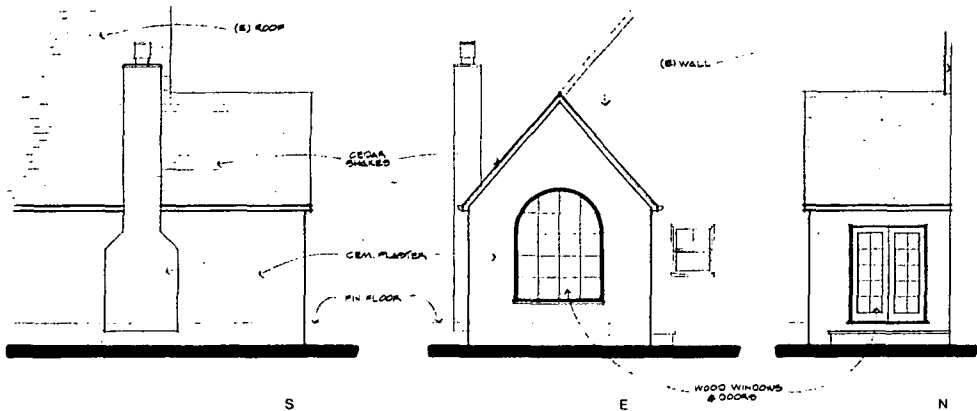 (E) ROOF
(E) WALL
CEDAR
SHAKES
CEM. PLASTER
FIN FLOOR
WOOD WINDOWS
& DOORS
S
E
N